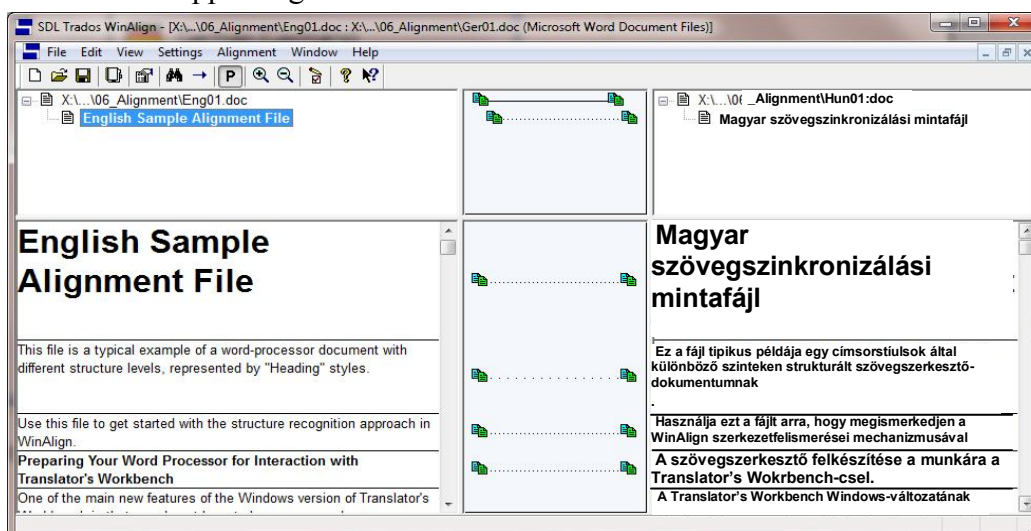 SDL Trados WinAlign - [X:\...\06_Alignment\Eng01.doc : X:\...\06_Alignment\Ger01.doc (Microsoft Word Document Files)]
File Edit View Settings Alignment Window Help
P
X:\...\06_Alignment\Eng01.doc
English Sample Alignment File
X:\...\0( _Alignment\Hun01:doc
Magyar szövegszinkronizálási mintafájl
English Sample
Alignment File
Magyar
szövegszinkronizálási
mintafájl
This file is a typical example of a word-processor document with
different structure levels, represented by "Heading" styles.
Ez a fájl tipikus példája egy címsorstíulsok által
különböző szinteken strukturált szövegszerkesztő-
dokumentumnak
.
Use this file to get started with the structure recognition approach in
WinAlign.
Használja ezt a fájlt arra, hogy megismerkedjen a
WinAlign szerkezetfelismerései mechanizmusával
Preparing Your Word Processor for Interaction with
Translator's Workbench
A szövegszerkesztő felkészítése a munkára a
Translator's Wokrbench-csel.
One of the main new features of the Windows version of Translator's
A Translator's Workbench Windows-változatának